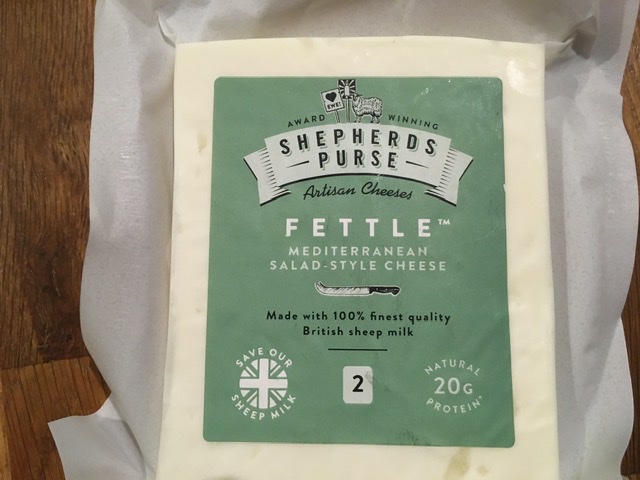 EWE!
AWARD WINNING
SHEPHERDS
PURSE
Artisan Cheeses
FETTLE™
MEDITERRANEAN
SALAD-STYLE CHEESE
Made with 100% finest quality
British sheep milk
SAVE OUR
SHEEP MILK
2
NATURAL
20G
PROTEIN*